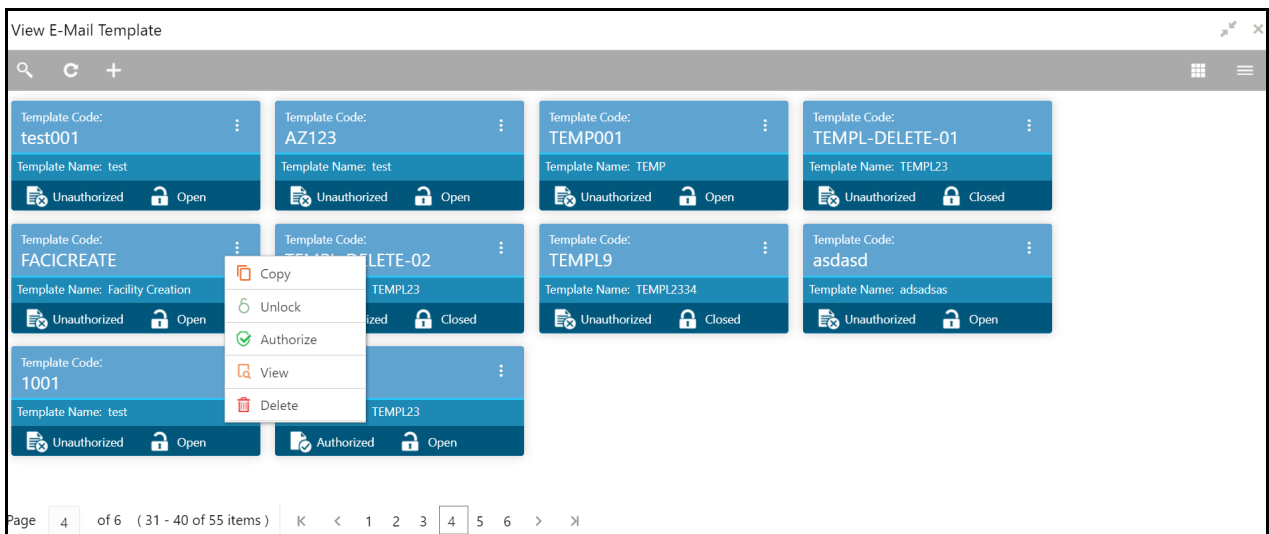 View E-Mail Template
Template Code:
test001
Template Name: test
Unauthorized Open
Template Code:
AZ123
Template Name: test
Unauthorized Open
Template Code:
TEMP001
Template Name: TEMP
Unauthorized Open
Template Code:
TEMPL-DELETE-01
Template Name: TEMPL23
Unauthorized Closed
Template Code:
FACICREATE
Template Name: Facility Creation
Unauthorized Open
Copy
Unlock
Authorize
View
Delete
Template Code:
TEMPL-DELETE-02
TEMPL23
Closed
Template Code:
TEMPL9
Template Name: TEMPL2334
Unauthorized Closed
Template Code:
asdasd
Template Name: adsadsas
Unauthorized Open
Template Code:
1001
Template Name: test
Unauthorized Open
TEMPL23
Authorized Open
Page 4 of 6 ( 31 - 40 of 55 items ) 1 2 3 4 5 6